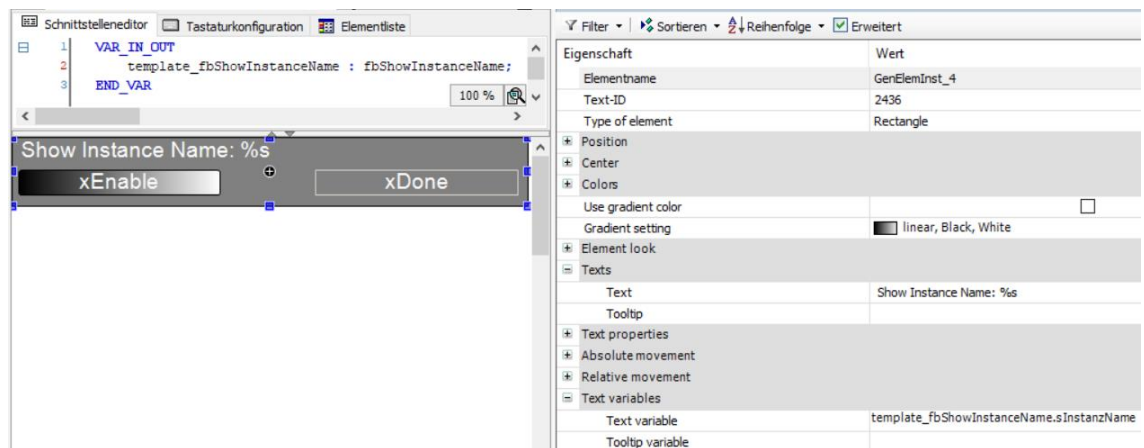 Schnittstelleneditor Tastaturkonfiguration Elementliste
1 VAR_IN_OUT
2 template_fbShowInstanceName : fbShowInstanceName;
3 END_VAR
100 %
Show Instance Name: %s
xEnable xDone
Filter Sortieren Reihenfolge Erweitert
Eigenschaft Wert
Elementname GenElemInst_4
Text-ID 2436
Type of element Rectangle
Position
Center
Colors
Use gradient color
Gradient setting linear, Black, White
Element look
Texts
Text Show Instance Name: %s
Tooltip
Text properties
Absolute movement
Relative movement
Text variables
Text variable template_fbShowInstanceName.sInstanzName
Tooltip variable